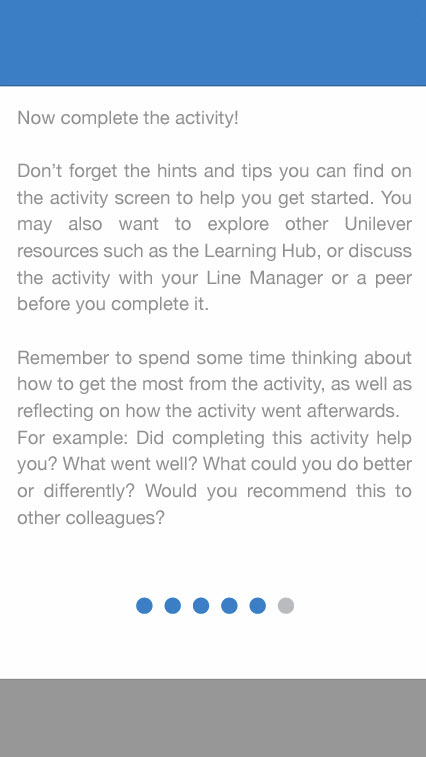 Now complete the activity!
Don’t forget the hints and tips you can find on
the activity screen to help you get started. You
may also want to explore other Unilever
resources such as the Learning Hub, or discuss
the activity with your Line Manager or a peer
before you complete it.
Remember to spend some time thinking about
how to get the most from the activity, as well as
reflecting on how the activity went afterwards.
For example: Did completing this activity help
you? What went well? What could you do better
or differently? Would you recommend this to
other colleagues?